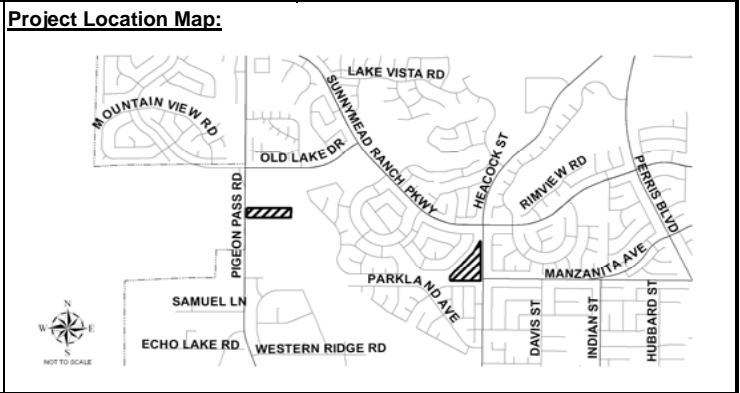 Project Location Map:
LAKE VISTA RD
MOUNTAIN VIEW RD
SUNNYMEAD RANCH PKWY
OLD LAKE DR
HEACOCK ST
RIMVIEW RD
PERRIS BLVD
PIGEON PASS RD
PARKLAND AVE
MANZANITA AVE
SAMUEL LN
DAVIS ST
INDIAN ST
HUBBARD ST
ECHO LAKE RD
WESTERN RIDGE RD
N
W
E
S
NOT TO SCALE